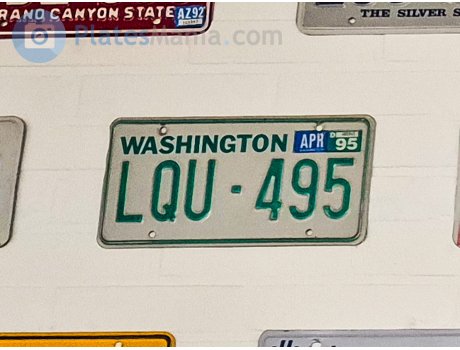 RAND CANYON STATE AZ92
THE SILVER S
PlatesMania.com
WASHINGTON APR 95
LQU·495